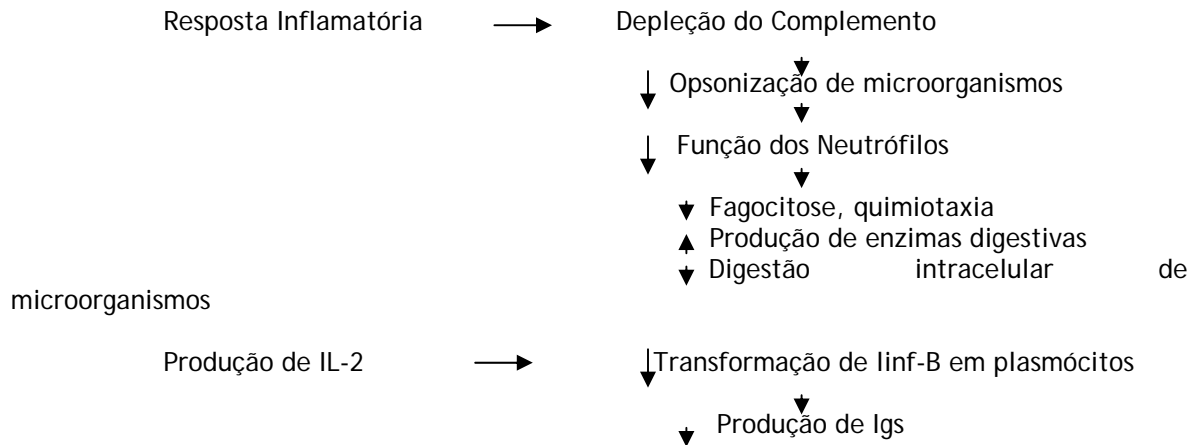 Resposta Inflamatória Depleção do Complemento
Opsonização de microorganismos
Função dos Neutrófilos
Fagocitose, quimiotaxia
Produção de enzimas digestivas
Digestão intracelular de
microorganismos
Produção de IL-2 Transformação de linf-B em plasmócitos
Produção de Igs